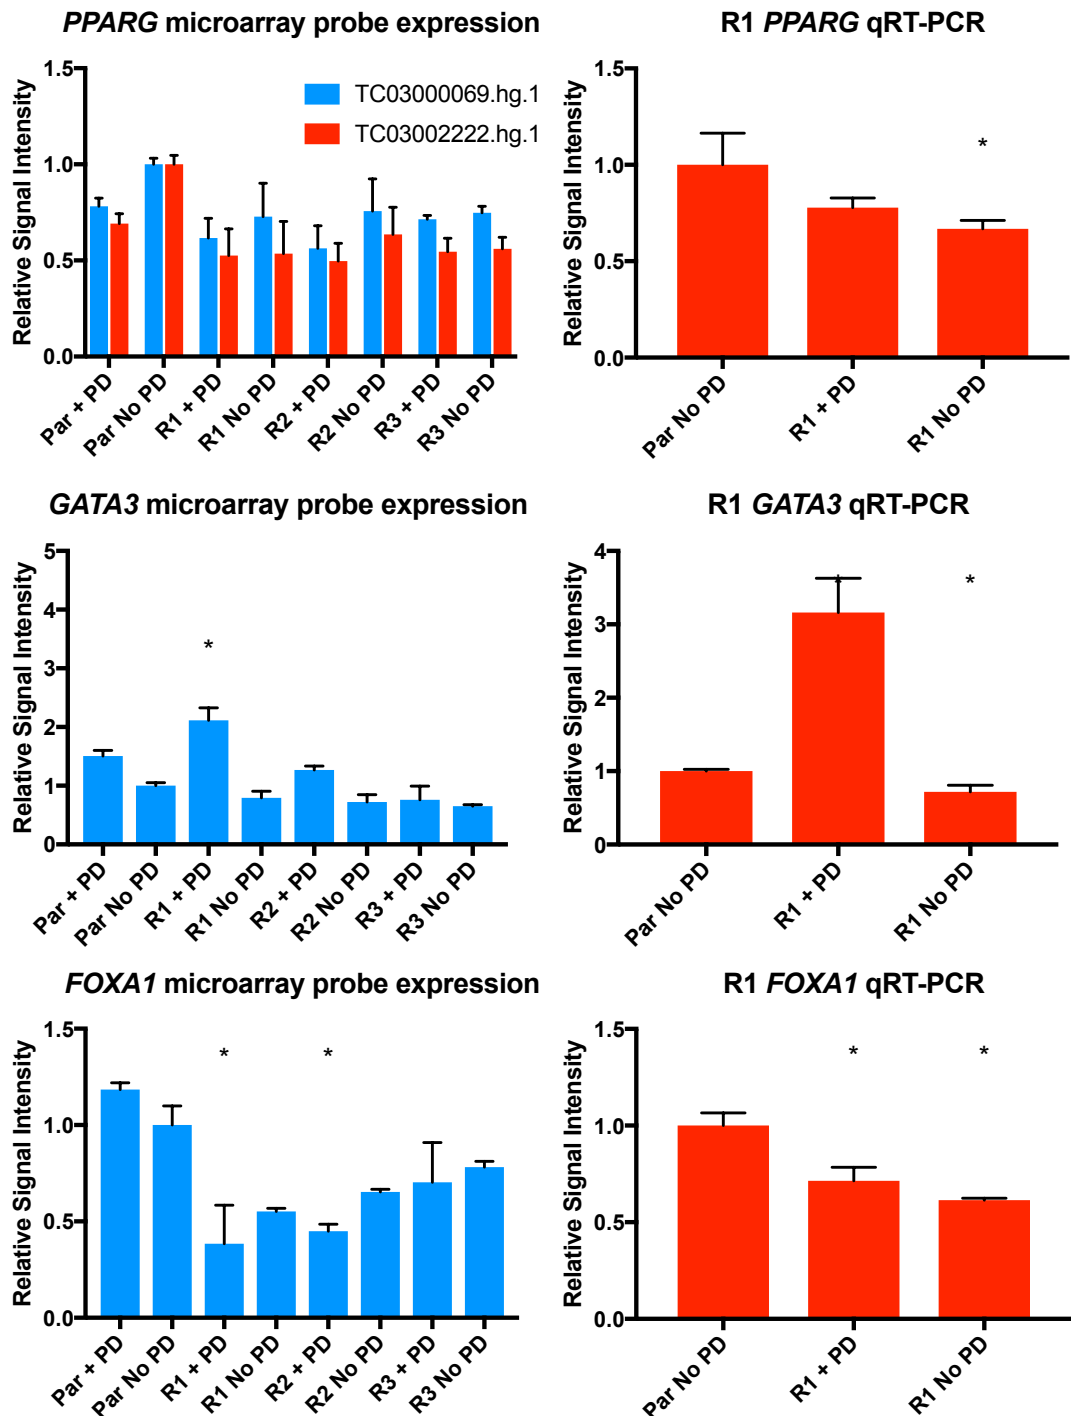 PPARG microarray probe expression
Relative Signal Intensity
1.5
1.0
0.5
0.0
TC03000069.hg.1
TC03002222.hg.1
Par + PD
Par No PD
R1 + PD
R1 No PD
R2 + PD
R2 No PD
R3 + PD
R3 No PD
R1 PPARG qRT-PCR
Relative Signal Intensity
1.5
1.0
0.5
0.0
*
Par No PD
R1 + PD
R1 No PD
GATA3 microarray probe expression
Relative Signal Intensity
5
4
3
2
1
0
*
Par + PD
Par No PD
R1 + PD
R1 No PD
R2 + PD
R2 No PD
R3 + PD
R3 No PD
R1 GATA3 qRT-PCR
Relative Signal Intensity
4
3
2
1
0
* *
Par No PD
R1 + PD
R1 No PD
FOXA1 microarray probe expression
Relative Signal Intensity
1.5
1.0
0.5
0.0
* *
Par + PD
Par No PD
R1 + PD
R1 No PD
R2 + PD
R2 No PD
R3 + PD
R3 No PD
R1 FOXA1 qRT-PCR
Relative Signal Intensity
1.5
1.0
0.5
0.0
* *
Par No PD
R1 + PD
R1 No PD